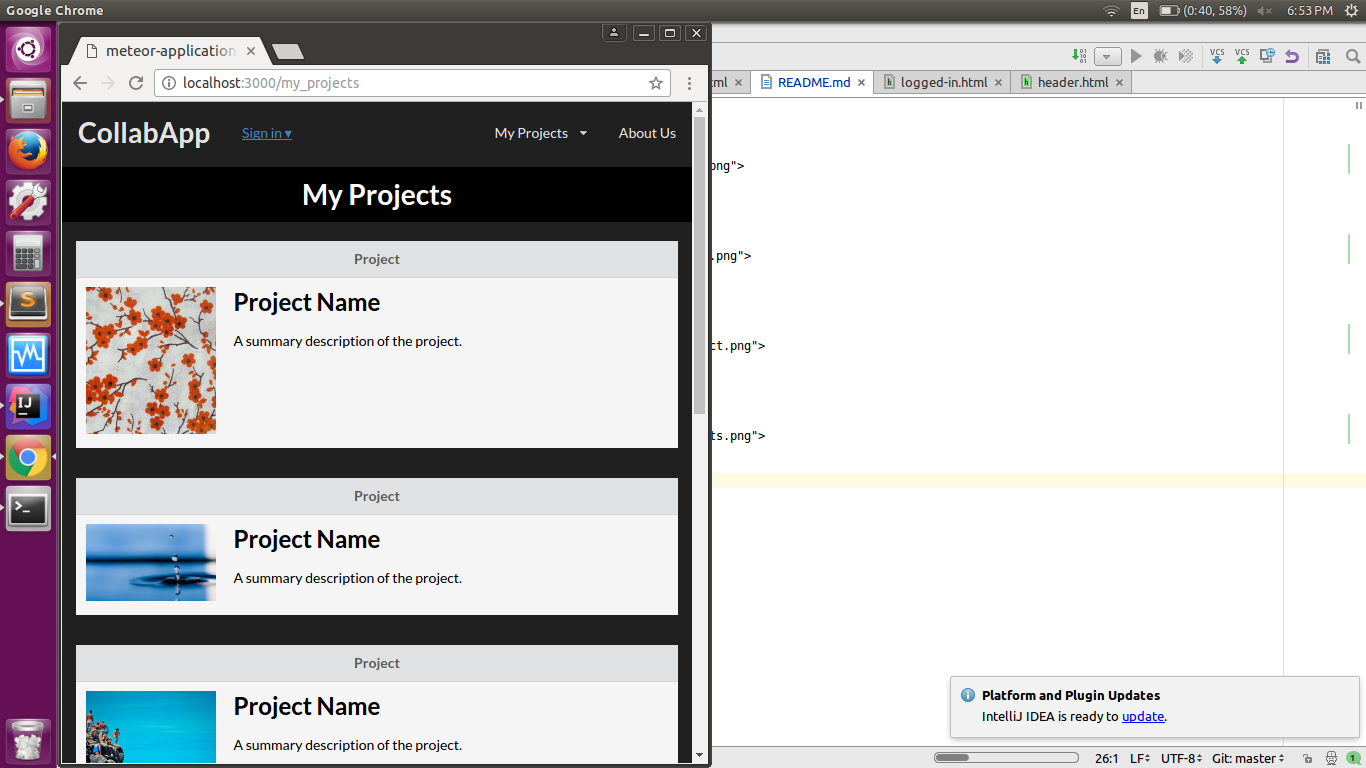 Google Chrome
En
(0:40, 58%)
6:53 PM
meteor-application
localhost:3000/my_projects
ml
README.md
logged-in.html
header.html
VCS
VCS
CollabApp
Sign in ▾
My Projects
About Us
My Projects
Project
Project Name
A summary description of the project.
Project
Project Name
A summary description of the project.
Project
Project Name
A summary description of the project.
png">
.png">
ct.png">
ts.png">
Platform and Plugin Updates
IntelliJ IDEA is ready to update.
26:1
LF
UTF-8
Git: master
1
IJ
S